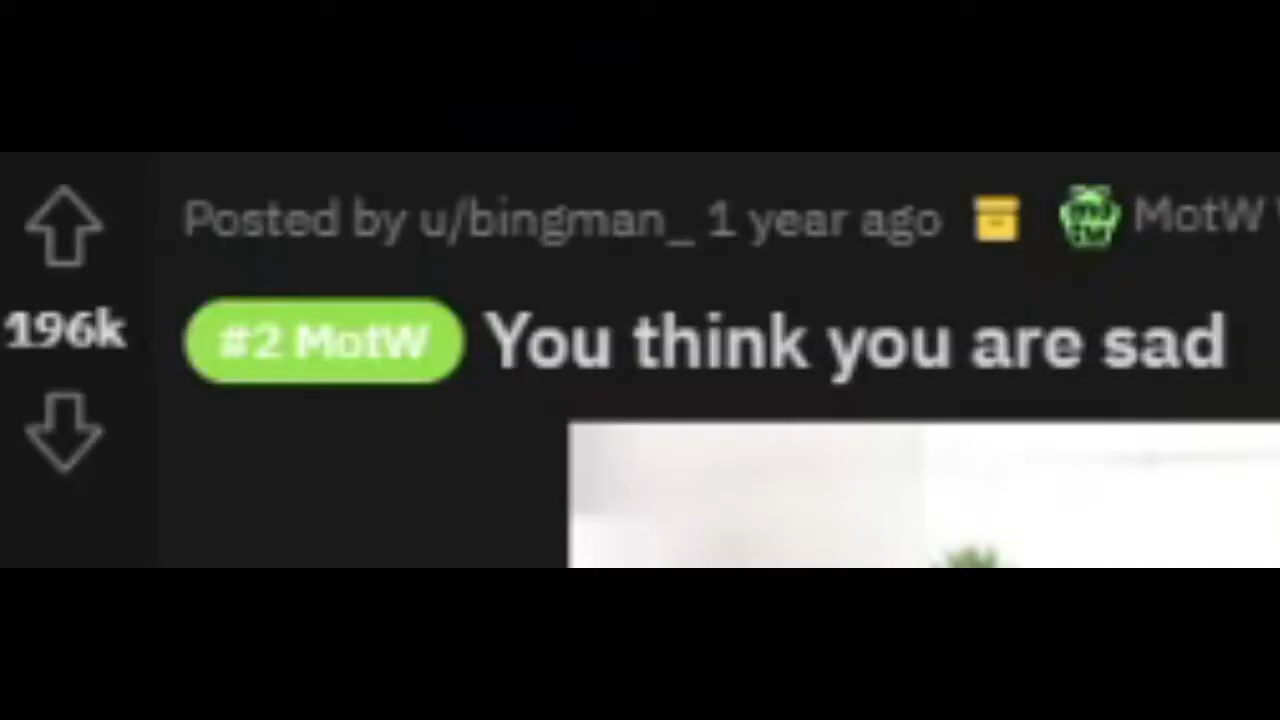 Posted by u/bingman_ 1 year ago MotW
196k
#2 MotW You think you are sad